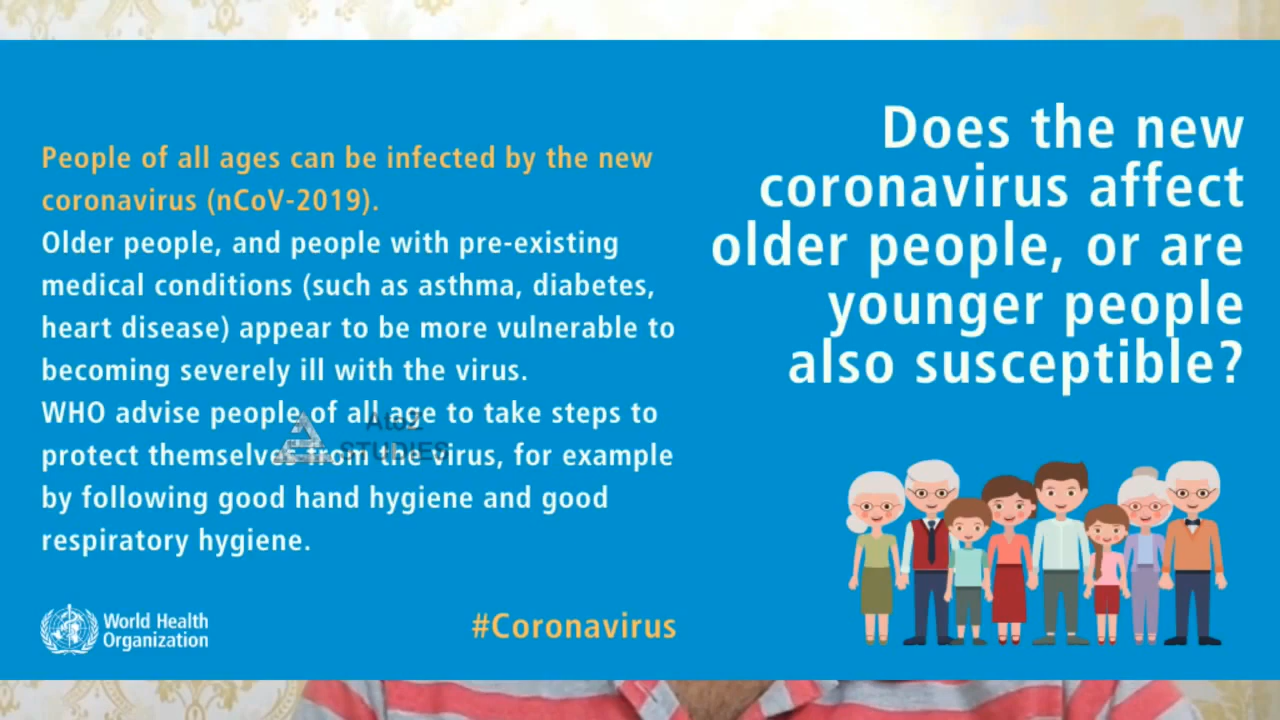 Does the new
coronavirus affect
older people, or are
younger people
also susceptible?
People of all ages can be infected by the new
coronavirus (nCoV-2019).
Older people, and people with pre-existing
medical conditions (such as asthma, diabetes,
heart disease) appear to be more vulnerable to
becoming severely ill with the virus.
WHO advise people of all age to take steps to
protect themselves from the virus, for example
by following good hand hygiene and good
respiratory hygiene.
AtoZ
STUDIES
World Health
Organization
#Coronavirus